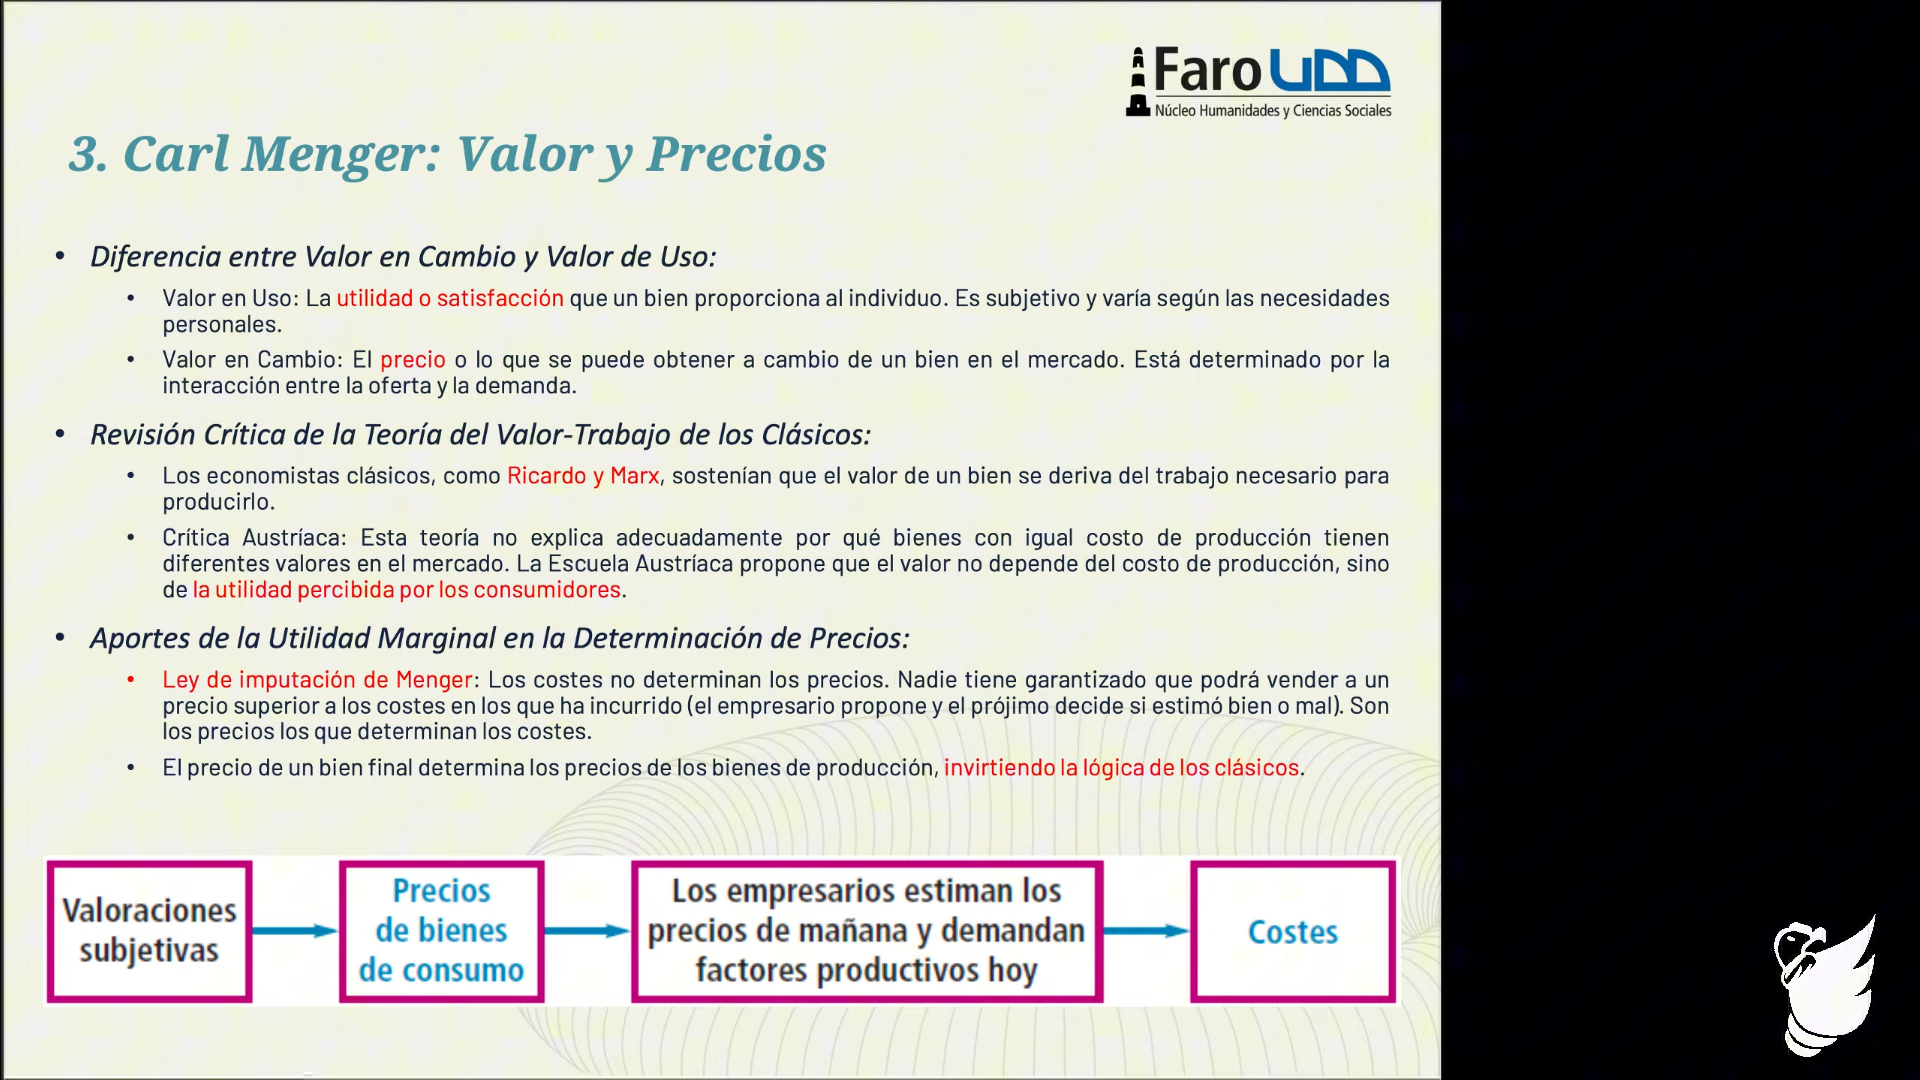 Faro UDD
Núcleo Humanidades y Ciencias Sociales
3. Carl Menger: Valor y Precios
• Diferencia entre Valor en Cambio y Valor de Uso:
• Valor en Uso: La utilidad o satisfacción que un bien proporciona al individuo. Es subjetivo y varía según las necesidades
personales.
• Valor en Cambio: El precio o lo que se puede obtener a cambio de un bien en el mercado. Está determinado por la
interacción entre la oferta y la demanda.
• Revisión Crítica de la Teoría del Valor-Trabajo de los Clásicos:
• Los economistas clásicos, como Ricardo y Marx, sostenían que el valor de un bien se deriva del trabajo necesario para
producirlo.
• Crítica Austríaca: Esta teoría no explica adecuadamente por qué bienes con igual costo de producción tienen
diferentes valores en el mercado. La Escuela Austríaca propone que el valor no depende del costo de producción, sino
de la utilidad percibida por los consumidores.
• Aportes de la Utilidad Marginal en la Determinación de Precios:
• Ley de imputación de Menger: Los costes no determinan los precios. Nadie tiene garantizado que podrá vender a un
precio superior a los costes en los que ha incurrido (el empresario propone y el prójimo decide si estimó bien o mal). Son
los precios los que determinan los costes.
• El precio de un bien final determina los precios de los bienes de producción, invirtiendo la lógica de los clásicos.
Valoraciones
subjetivas
Precios
de bienes
de consumo
Los empresarios estiman los
precios de mañana y demandan
factores productivos hoy
Costes